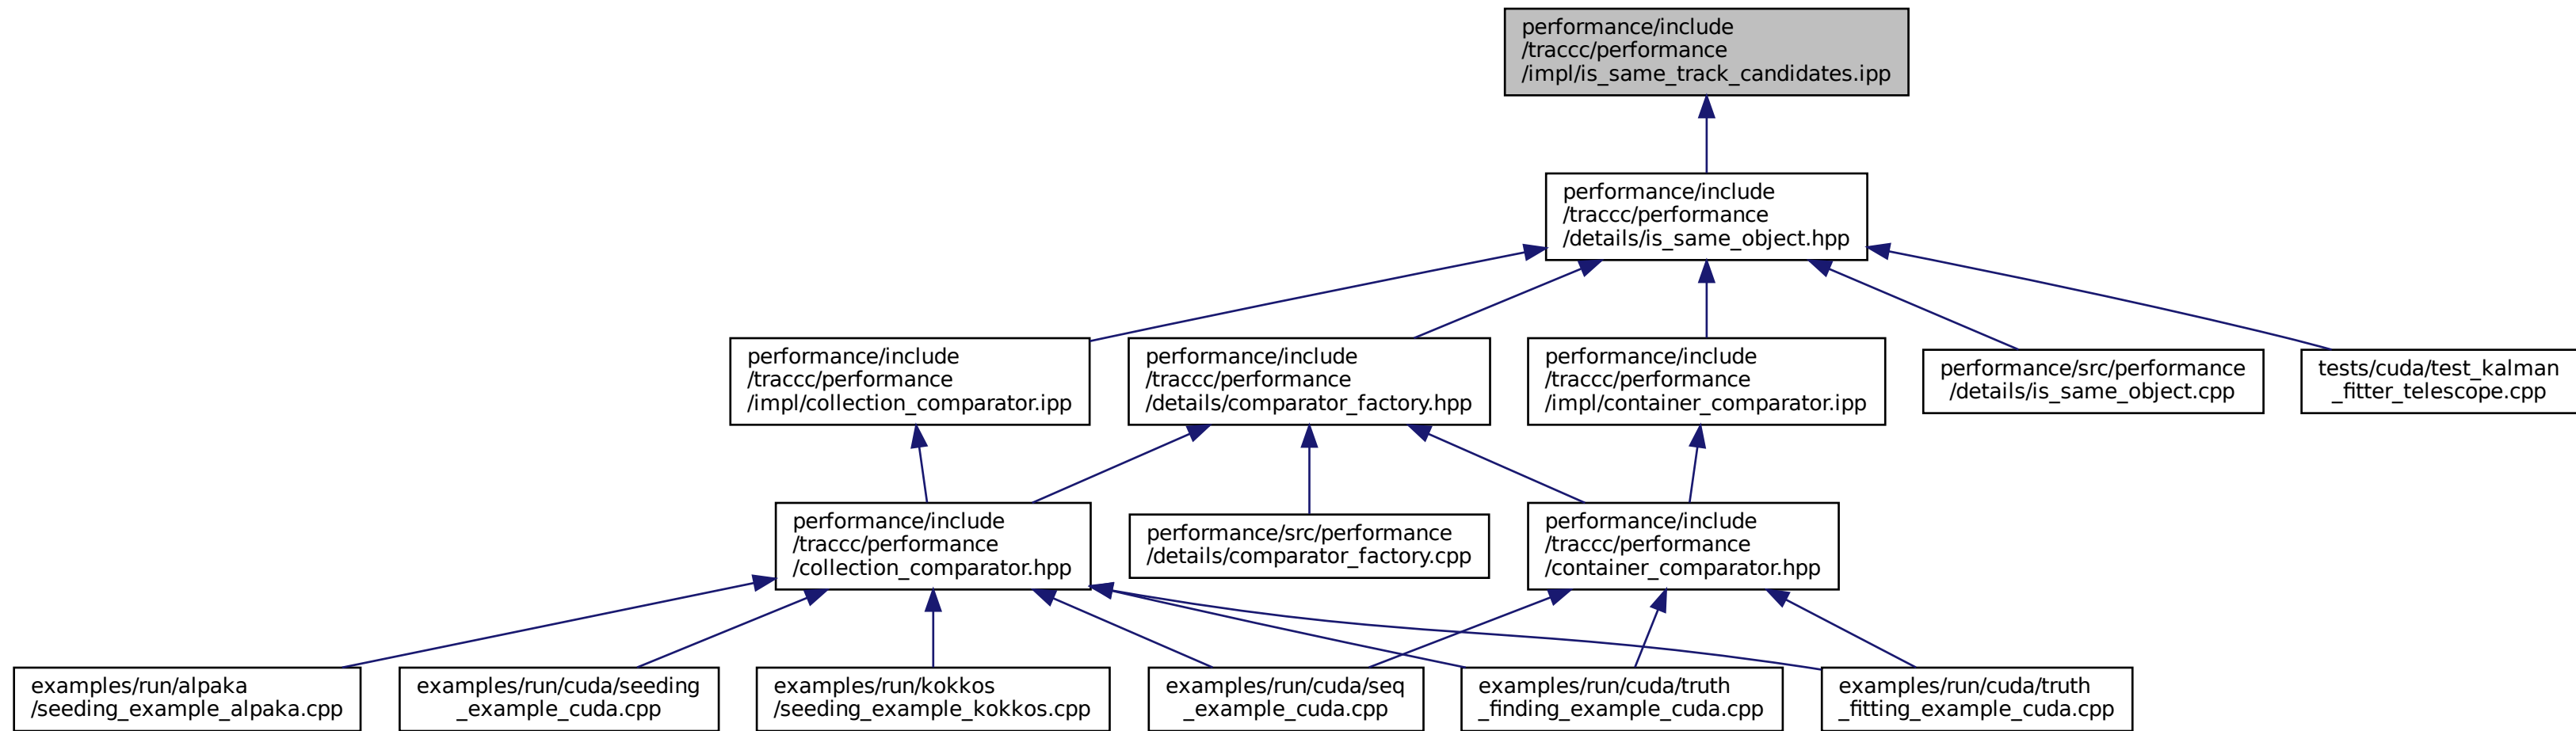 performance/include
/traccc/performance
/impl/is_same_track_candidates.ipp
performance/include
/traccc/performance
/details/is_same_object.hpp
performance/include
/traccc/performance
/impl/collection_comparator.ipp
performance/include
/traccc/performance
/details/comparator_factory.hpp
performance/include
/traccc/performance
/impl/container_comparator.ipp
performance/src/performance
/details/is_same_object.cpp
tests/cuda/test_kalman
_fitter_telescope.cpp
performance/include
/traccc/performance
/collection_comparator.hpp
performance/src/performance
/details/comparator_factory.cpp
performance/include
/traccc/performance
/container_comparator.hpp
examples/run/alpaka
/seeding_example_alpaka.cpp
examples/run/cuda/seeding
_example_cuda.cpp
examples/run/kokkos
/seeding_example_kokkos.cpp
examples/run/cuda/seq
_example_cuda.cpp
examples/run/cuda/truth
_finding_example_cuda.cpp
examples/run/cuda/truth
_fitting_example_cuda.cpp